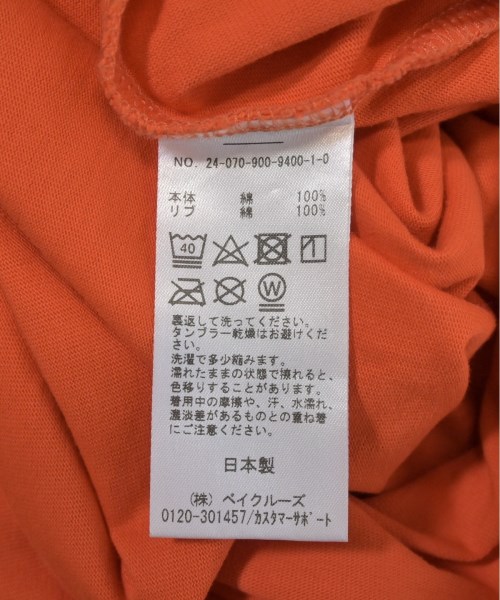 NO. 24-070-900-9400-1-0
本体 綿 100%
リブ 綿 100%
40
W
裏返して洗ってください。
タンブラー乾燥はお避けくだ
さい。
洗濯で多少縮みます。
濡れたままの状態で擦れると、
色移りすることがあります。
着用中の摩擦や、汗、水濡れ、
濃淡差があるものとの重ね着
にご注意ください。
日本製
(株) ベイクルーズ
0120-301457/ｶｽﾀﾏｰｻﾎﾟｰﾄ